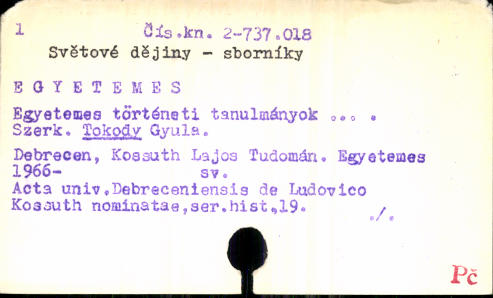 1
Čís.kn. 2-737.018
Světové dějiny - sborníky
E G Y E T E M E S
Egyetemes történeti tanulmányok ... .
Szerk. Tokody Gyula.
Debrecen, Kossuth Lajos Tudomán. Egyetemes
1966- sv.
Acta univ.Debreceniensis de Ludovico
Kossuth nominatae,ser.hist.,19.
./.
Pč